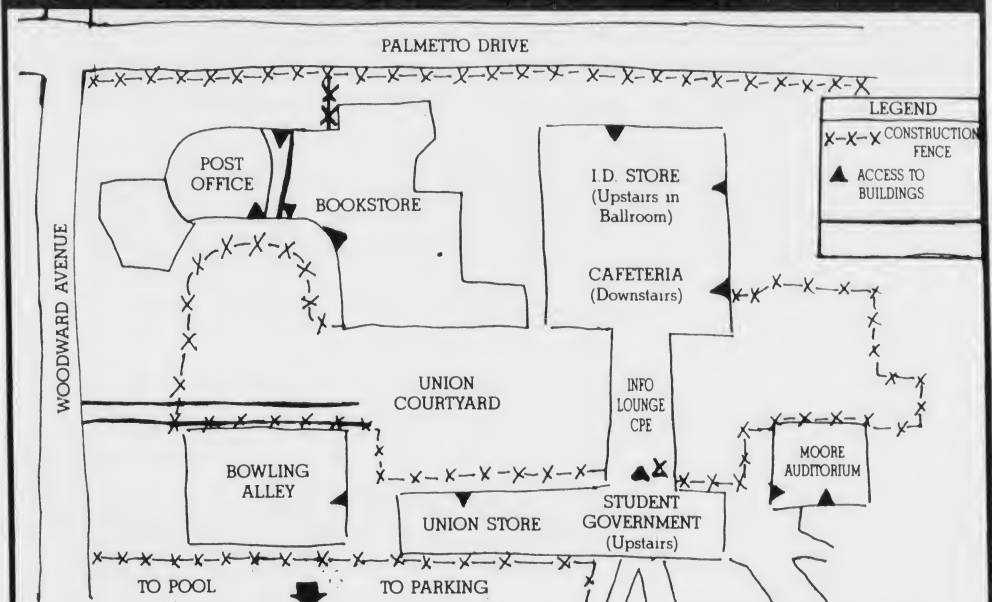 PALMETTO DRIVE
LEGEND
X-X-X CONSTRUCTION
FENCE
ACCESS TO
BUILDINGS
POST
OFFICE
BOOKSTORE
I.D. STORE
(Upstairs in
Ballroom)
CAFETERIA
(Downstairs)
WOODWARD AVENUE
UNION
COURTYARD
INFO
LOUNGE
CPE
MOORE
AUDITORIUM
BOWLING
ALLEY
UNION STORE
STUDENT
GOVERNMENT
(Upstairs)
TO POOL
TO PARKING